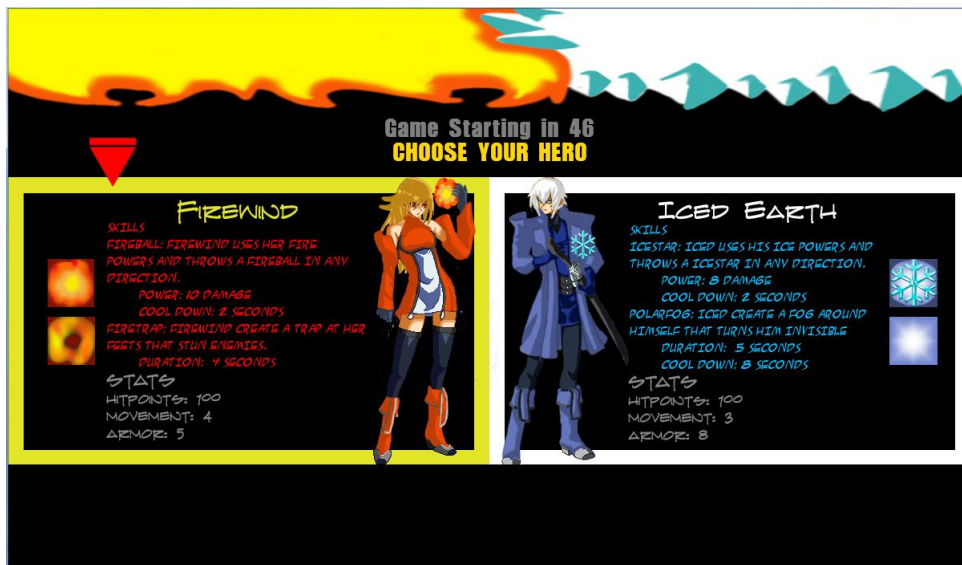 Game Starting in 46
CHOOSE YOUR HERO
FIREWIND
SKILLS
FIREBALL: FIREWIND USES HER FIRE
POWERS AND THROWS A FIREBALL IN ANY
DIRECTION.
POWER: 10 DAMAGE
COOL DOWN: 2 SECONDS
FIRETRAP: FIREWIND CREATE A TRAP AT HER
FEETS THAT STUN ENEMIES.
DURATION: 4 SECONDS
STATS
HITPOINTS: 100
MOVEMENT: 4
ARMOR: 5
ICED EARTH
SKILLS
ICESTAR: ICED USES HIS ICE POWERS AND
THROWS A ICESTAR IN ANY DIRECTION.
POWER: 8 DAMAGE
COOL DOWN: 2 SECONDS
POLARFOG: ICED CREATE A FOG AROUND
HIMSELF THAT TURNS HIM INVISIBLE
DURATION: 5 SECONDS
COOL DOWN: 8 SECONDS
STATS
HITPOINTS: 100
MOVEMENT: 3
ARMOR: 8